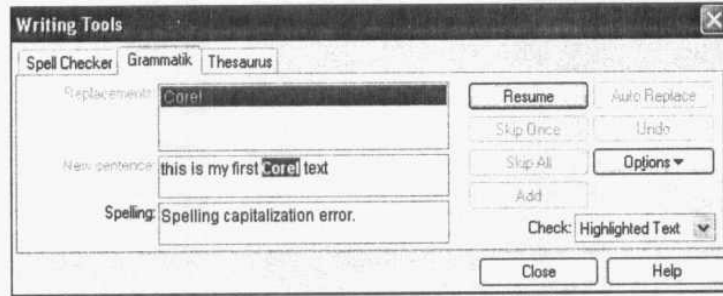 Writing Tools
Spell Checker Grammatik Thesaurus
Replacements: Corel Resume Auto Replace
Skip Once Undo
New sentence: this is my first Corel text Skip All Options
Add
Spelling: Spelling capitalization error.
Check: Highlighted Text
Close Help